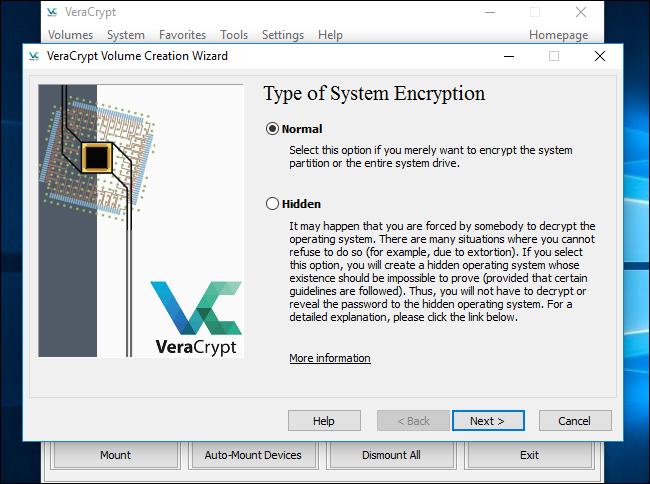 VeraCrypt
Volumes System Favorites Tools Settings Help Homepage
VeraCrypt Volume Creation Wizard
Type of System Encryption
Normal
Select this option if you merely want to encrypt the system
partition or the entire system drive.
Hidden
It may happen that you are forced by somebody to decrypt the
operating system. There are many situations where you cannot
refuse to do so (for example, due to extortion). If you select
this option, you will create a hidden operating system whose
existence should be impossible to prove (provided that certain
guidelines are followed). Thus, you will not have to decrypt or
reveal the password to the hidden operating system. For a
detailed explanation, please click the link below.
More information
VeraCrypt
Help < Back Next > Cancel
Mount Auto-Mount Devices Dismount All Exit